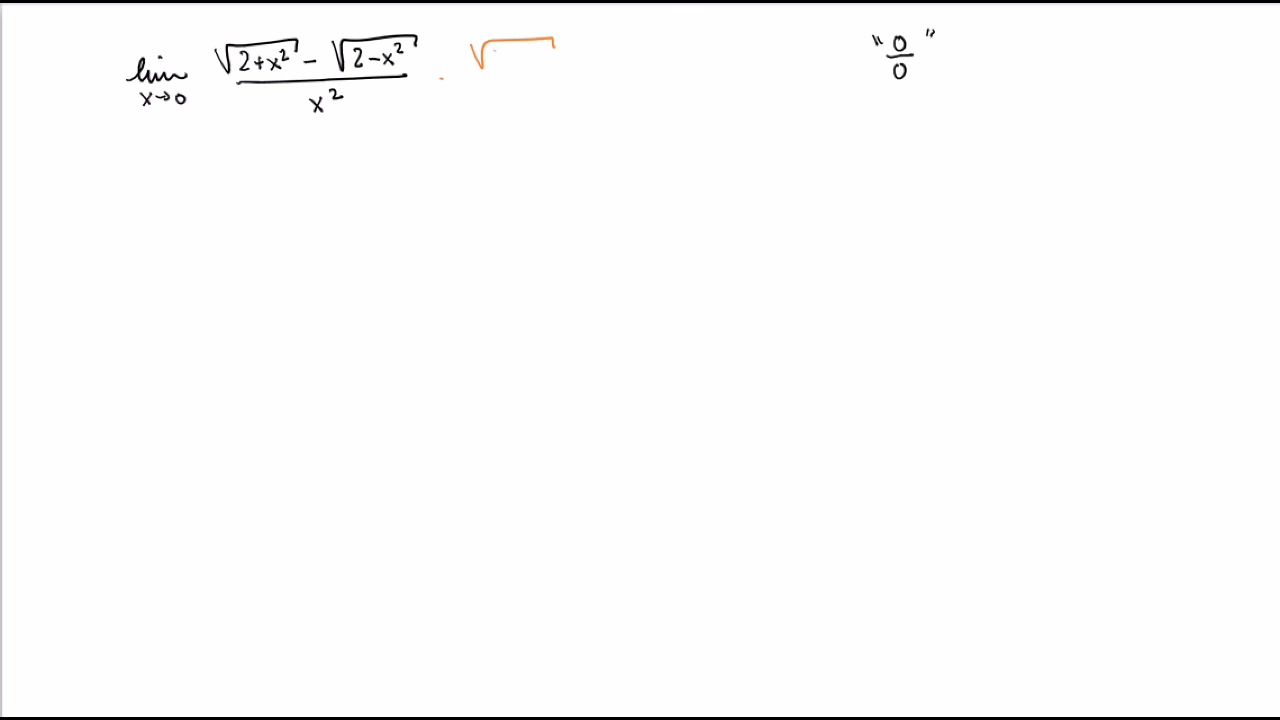 lim x→0 (√(2+x²) − √(2−x²)) / x² · √ "0/0"